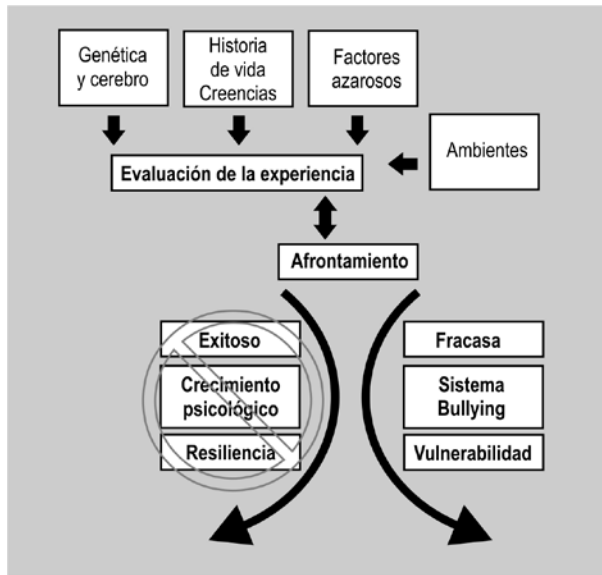 Genética
y cerebro
Historia
de vida
Creencias
Factores
azarosos
Ambientes
Evaluación de la experiencia
Afrontamiento
Exitoso
Crecimiento
psicológico
Resiliencia
Fracasa
Sistema
Bullying
Vulnerabilidad